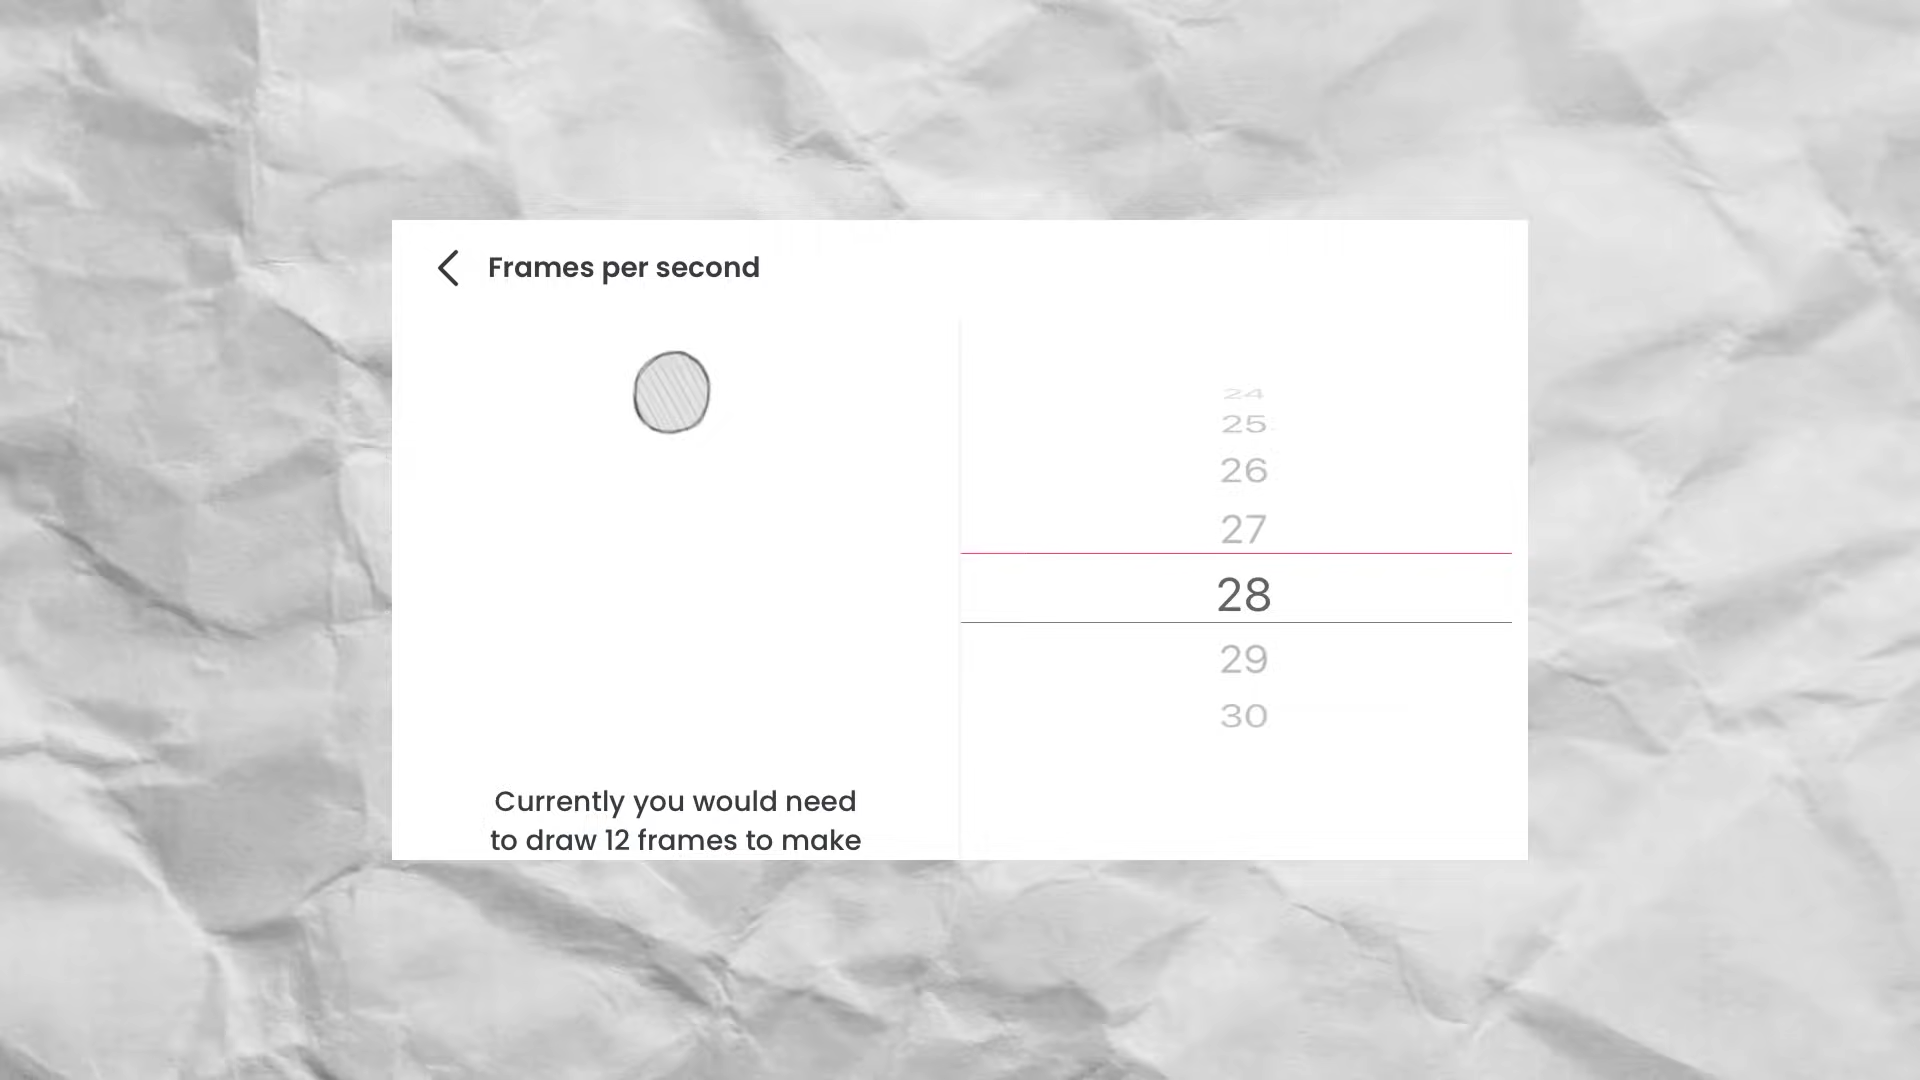 Frames per second
24
25
26
27
28
29
30
Currently you would need
to draw 12 frames to make